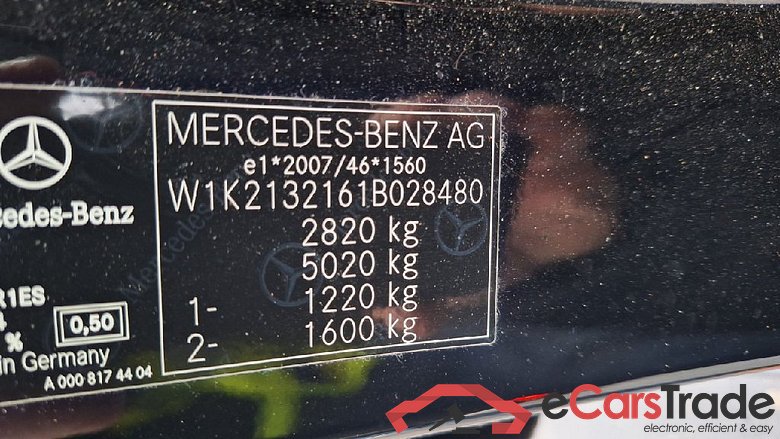 MERCEDES-BENZ AG
e1*2007/46*1560
W1K2132161B028480
2820 kg
5020 kg
1- 1220 kg
2- 1600 kg
0,50
%
in Germany
A 000 817 44 04
eCarsTrade
electronic, efficient & easy